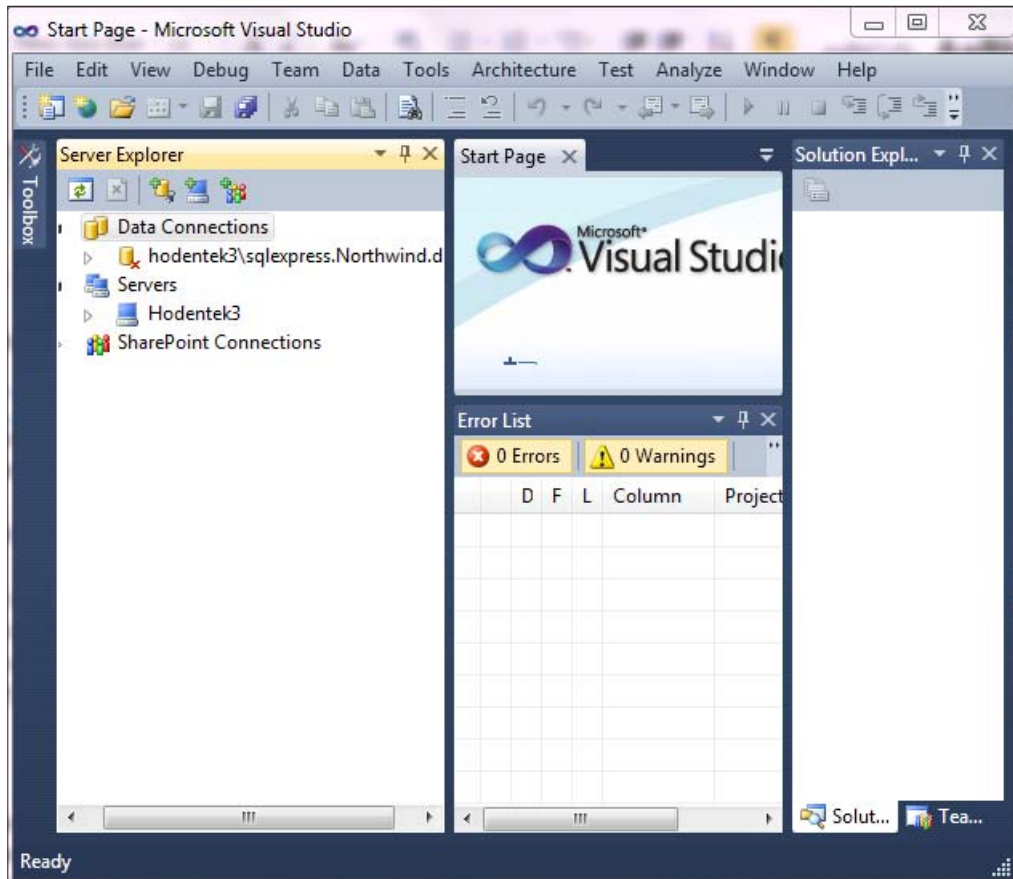 Start Page - Microsoft Visual Studio
File Edit View Debug Team Data Tools Architecture Test Analyze Window Help
Toolbox
Server Explorer
Data Connections
hodentek3\sqlexpress.Northwind.d
Servers
Hodentek3
SharePoint Connections
Start Page
Microsoft
Visual Studi
Error List
0 Errors 0 Warnings
D F L Column Project
Solution Expl...
Solut... Tea...
Ready